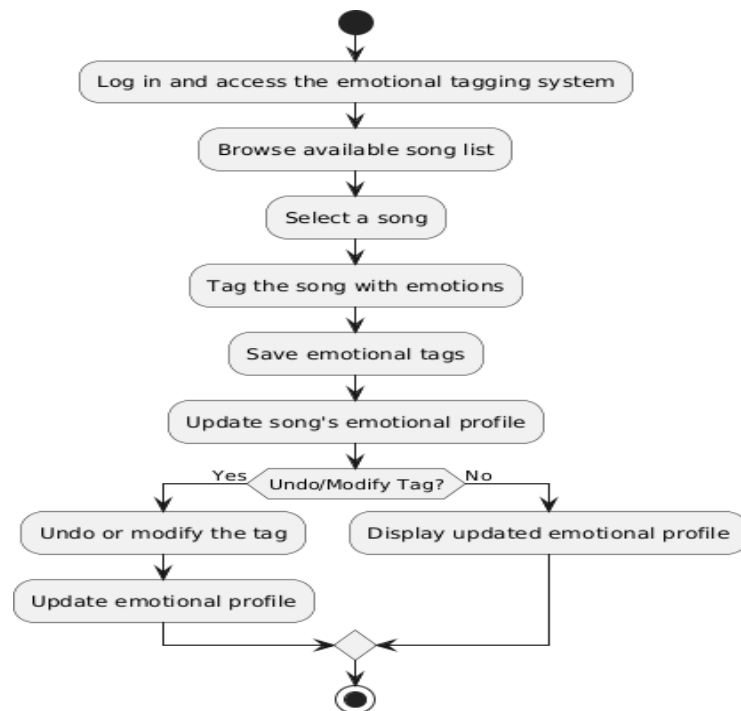 Log in and access the emotional tagging system
Browse available song list
Select a song
Tag the song with emotions
Save emotional tags
Update song's emotional profile
Yes
Undo/Modify Tag?
No
Undo or modify the tag
Display updated emotional profile
Update emotional profile